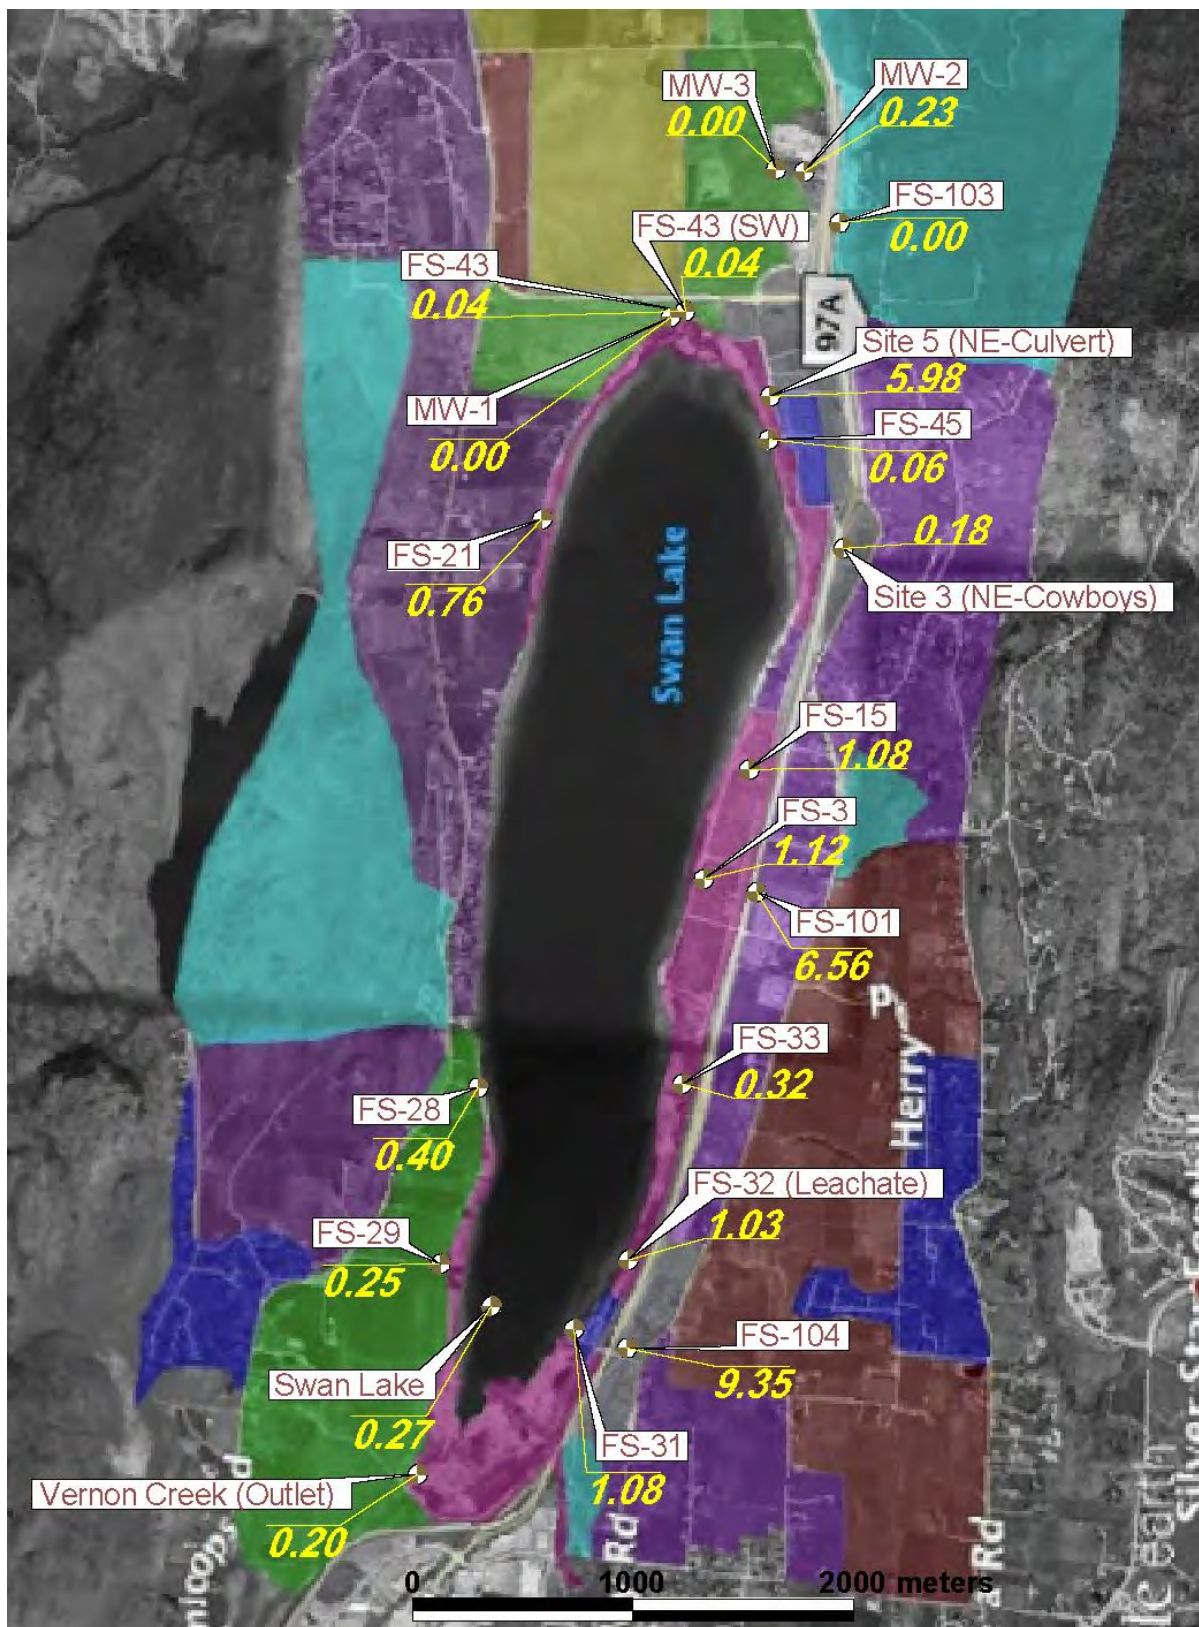 MW-3
0.00
MW-2
0.23
FS-103
0.00
FS-43 (SW)
0.04
FS-43
0.04
97A
Site 5 (NE-Culvert)
5.98
MW-1
0.00
FS-45
0.06
0.18
Site 3 (NE-Cowboys)
FS-21
0.76
Swan Lake
FS-15
1.08
FS-3
1.12
FS-101
6.56
P
Herry
FS-33
0.32
FS-28
0.40
FS-32 (Leachate)
1.03
FS-29
0.25
FS-104
9.35
Swan Lake
0.27
FS-31
1.08
Vernon Creek (Outlet)
0.20
Rd
Rd
0 1000 2000 meters